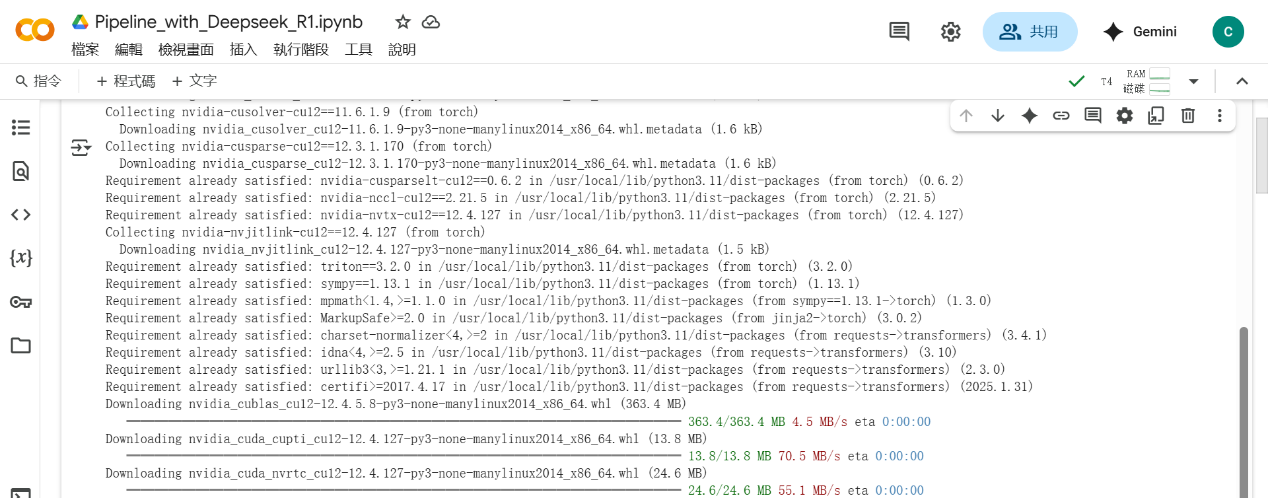 Pipeline_with_Deepseek_R1.ipynb
檔案 編輯 檢視畫面 插入 執行階段 工具 說明
共用
Gemini
C
指令 + 程式碼 + 文字
T4
RAM
磁碟
Collecting nvidia-cusolver-cu12==11.6.1.9 (from torch)
Downloading nvidia_cusolver_cu12-11.6.1.9-py3-none-manylinux2014_x86_64.whl.metadata (1.6 kB)
Collecting nvidia-cusparse-cu12==12.3.1.170 (from torch)
Downloading nvidia_cusparse_cu12-12.3.1.170-py3-none-manylinux2014_x86_64.whl.metadata (1.6 kB)
Requirement already satisfied: nvidia-cusparselt-cu12==0.6.2 in /usr/local/lib/python3.11/dist-packages (from torch) (0.6.2)
Requirement already satisfied: nvidia-nccl-cu12==2.21.5 in /usr/local/lib/python3.11/dist-packages (from torch) (2.21.5)
Requirement already satisfied: nvidia-nvtx-cu12==12.4.127 in /usr/local/lib/python3.11/dist-packages (from torch) (12.4.127)
Collecting nvidia-nvjitlink-cu12==12.4.127 (from torch)
Downloading nvidia_nvjitlink_cu12-12.4.127-py3-none-manylinux2014_x86_64.whl.metadata (1.5 kB)
Requirement already satisfied: triton==3.2.0 in /usr/local/lib/python3.11/dist-packages (from torch) (3.2.0)
Requirement already satisfied: sympy==1.13.1 in /usr/local/lib/python3.11/dist-packages (from torch) (1.13.1)
Requirement already satisfied: mpmath<1.4,>=1.1.0 in /usr/local/lib/python3.11/dist-packages (from sympy==1.13.1->torch) (1.3.0)
Requirement already satisfied: MarkupSafe>=2.0 in /usr/local/lib/python3.11/dist-packages (from jinja2->torch) (3.0.2)
Requirement already satisfied: charset-normalizer<4,>=2 in /usr/local/lib/python3.11/dist-packages (from requests->transformers) (3.4.1)
Requirement already satisfied: idna<4,>=2.5 in /usr/local/lib/python3.11/dist-packages (from requests->transformers) (3.10)
Requirement already satisfied: urllib3<3,>=1.21.1 in /usr/local/lib/python3.11/dist-packages (from requests->transformers) (2.3.0)
Requirement already satisfied: certifi>=2017.4.17 in /usr/local/lib/python3.11/dist-packages (from requests->transformers) (2025.1.31)
Downloading nvidia_cublas_cu12-12.4.5.8-py3-none-manylinux2014_x86_64.whl (363.4 MB)
363.4/363.4 MB 4.5 MB/s eta 0:00:00
Downloading nvidia_cuda_cupti_cu12-12.4.127-py3-none-manylinux2014_x86_64.whl (13.8 MB)
13.8/13.8 MB 70.5 MB/s eta 0:00:00
Downloading nvidia_cuda_nvrtc_cu12-12.4.127-py3-none-manylinux2014_x86_64.whl (24.6 MB)
24.6/24.6 MB 55.1 MB/s eta 0:00:00